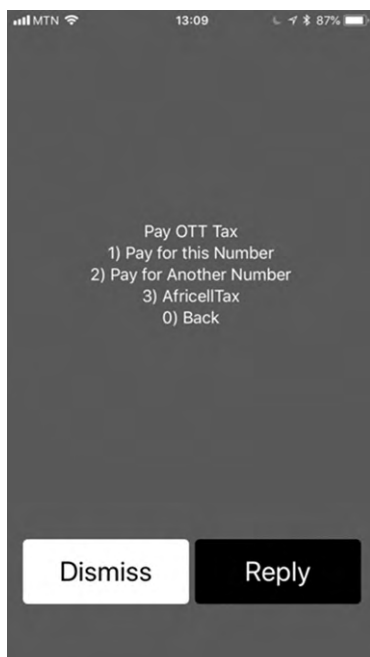 MTN 13:09 87%
Pay OTT Tax
1) Pay for this Number
2) Pay for Another Number
3) AfricellTax
0) Back
Dismiss Reply